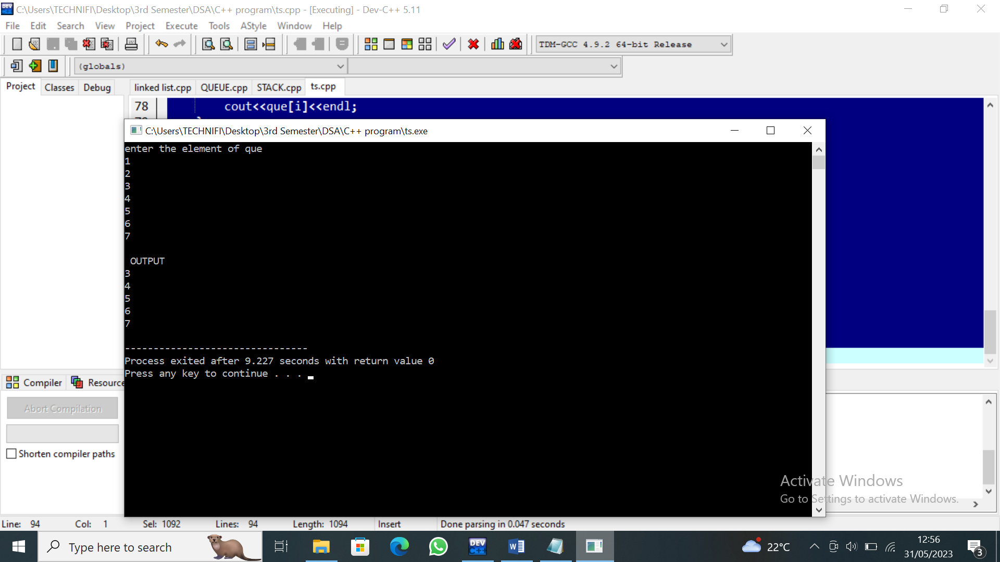 C:\Users\TECHNIFI\Desktop\3rd Semester\DSA\C++ program\ts.cpp - [Executing] - Dev-C++ 5.11
File Edit Search View Project Execute Tools AStyle Window Help
TDM-GCC 4.9.2 64-bit Release
(globals)
Project Classes Debug
linked list.cpp QUEUE.cpp STACK.cpp ts.cpp
78 cout<<que[i]<<endl;
C:\Users\TECHNIFI\Desktop\3rd Semester\DSA\C++ program\ts.exe
enter the element of que
1
2
3
4
5
6
7
OUTPUT
3
4
5
6
7
--------------------------------
Process exited after 9.227 seconds with return value 0
Press any key to continue . . .
Compiler Resource
Abort Compilation
Shorten compiler paths
Activate Windows
Go to Settings to activate Windows.
Line: 94 Col: 1 Sel: 1092 Lines: 94 Length: 1094 Insert Done parsing in 0.047 seconds
Type here to search
DEV
C++
W
22°C
12:56
31/05/2023
3